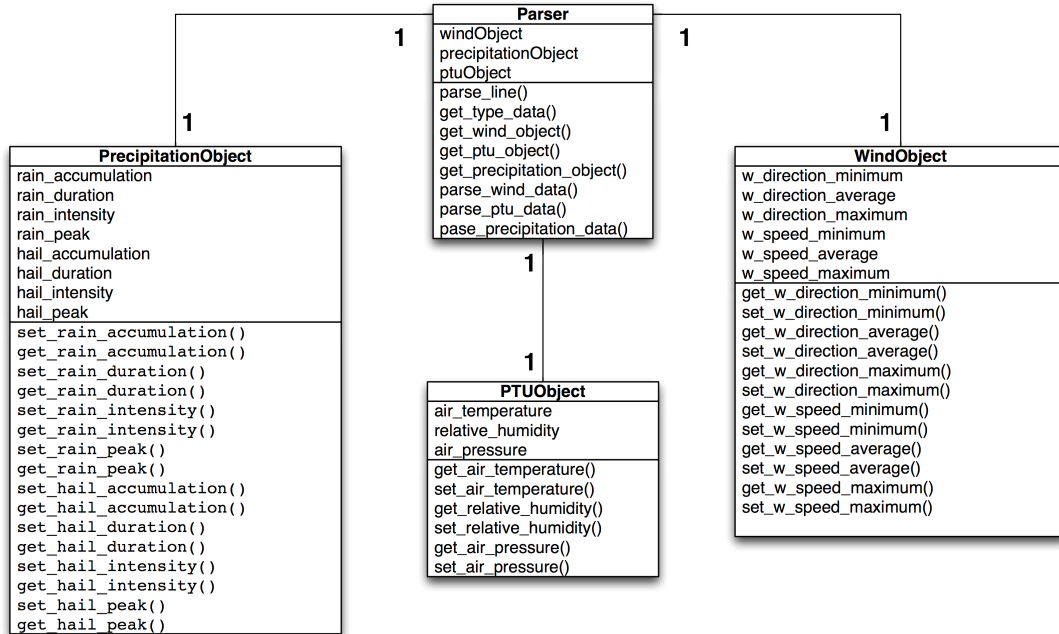 Parser
windObject
precipitationObject
ptuObject
parse_line()
get_type_data()
get_wind_object()
get_ptu_object()
get_precipitation_object()
parse_wind_data()
parse_ptu_data()
pase_precipitation_data()
1
1
1
1
PrecipitationObject
rain_accumulation
rain_duration
rain_intensity
rain_peak
hail_accumulation
hail_duration
hail_intensity
hail_peak
set_rain_accumulation()
get_rain_accumulation()
set_rain_duration()
get_rain_duration()
set_rain_intensity()
get_rain_intensity()
set_rain_peak()
get_rain_peak()
set_hail_accumulation()
get_hail_accumulation()
set_hail_duration()
get_hail_duration()
set_hail_intensity()
get_hail_intensity()
set_hail_peak()
get_hail_peak()
1
1
PTUObject
air_temperature
relative_humidity
air_pressure
get_air_temperature()
set_air_temperature()
get_relative_humidity()
set_relative_humidity()
get_air_pressure()
set_air_pressure()
WindObject
w_direction_minimum
w_direction_average
w_direction_maximum
w_speed_minimum
w_speed_average
w_speed_maximum
get_w_direction_minimum()
set_w_direction_minimum()
get_w_direction_average()
set_w_direction_average()
get_w_direction_maximum()
set_w_direction_maximum()
get_w_speed_minimum()
set_w_speed_minimum()
get_w_speed_average()
set_w_speed_average()
get_w_speed_maximum()
set_w_speed_maximum()